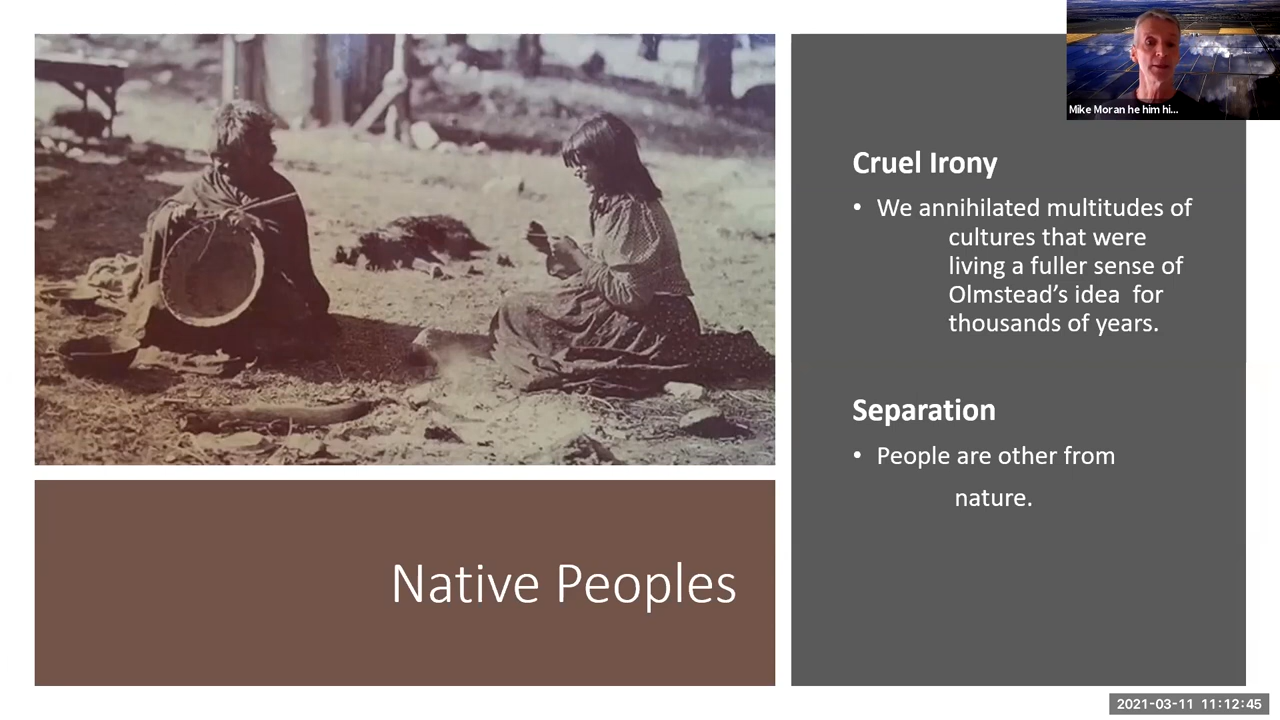 Mike Moran he him hi...
Cruel Irony
• We annihilated multitudes of
cultures that were
living a fuller sense of
Olmstead’s idea for
thousands of years.
Separation
• People are other from
nature.
Native Peoples
2021-03-11 11:12:45